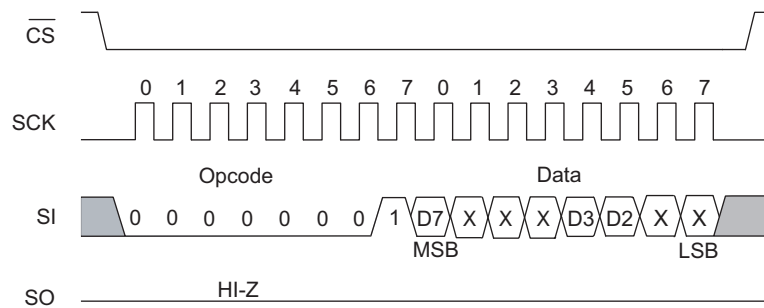 CS
0 1 2 3 4 5 6 7 0 1 2 3 4 5 6 7
SCK
Opcode Data
SI 0 0 0 0 0 0 0 1 D7 X X X D3 D2 X X
MSB LSB
HI-Z
SO